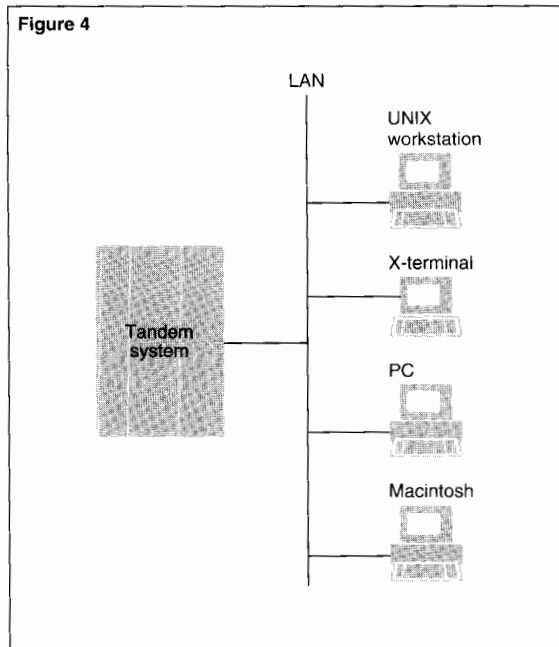 Figure 4
LAN
UNIX
workstation
X-terminal
Tandem
system
PC
Macintosh